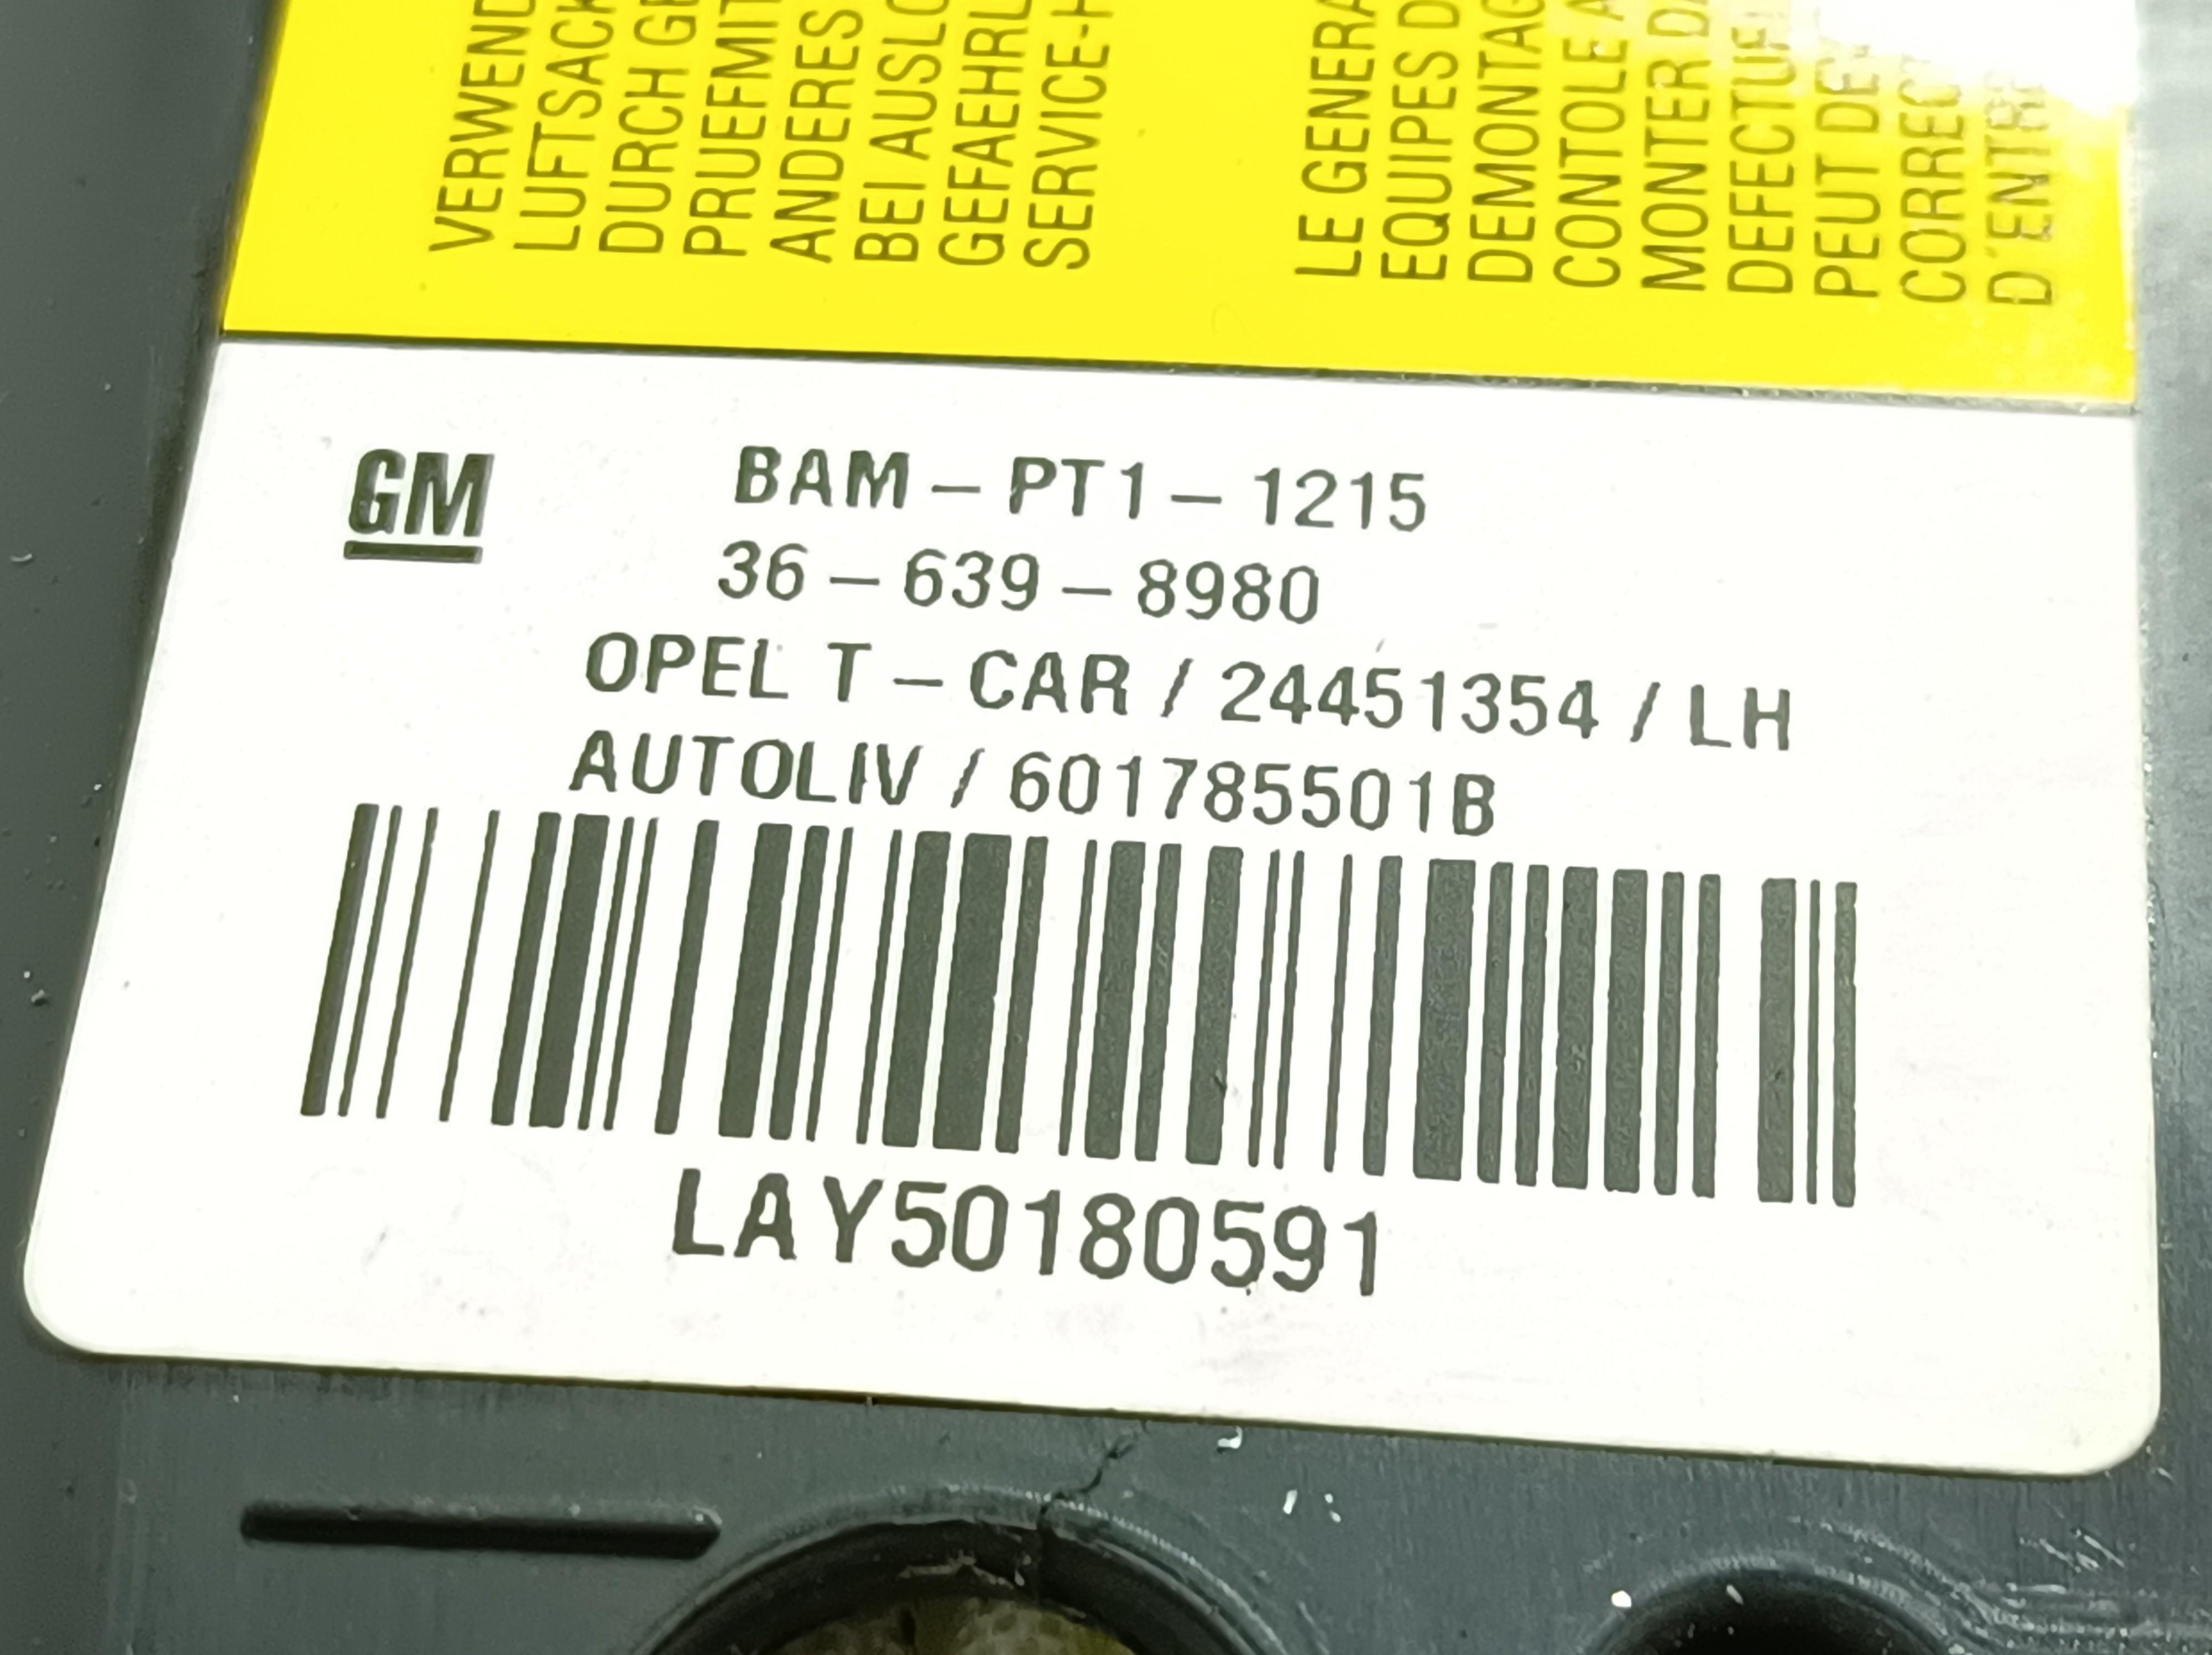 VERWEND
LUFTSACK
DURCH GE
PRUEFMIT
ANDERES
BEI AUSLO
GEFAEHRL
SERVICE-H
LE GENERA
EQUIPES D
DEMONTAG
CONTOLE A
MONTER DA
DEFECTUE
PEUT DE
CORREC
D'ENTR
GM
BAM – PT1 – 1215
36 – 639 – 8980
OPEL T – CAR / 24451354 / LH
AUTOLIV / 601785501B
LAY50180591